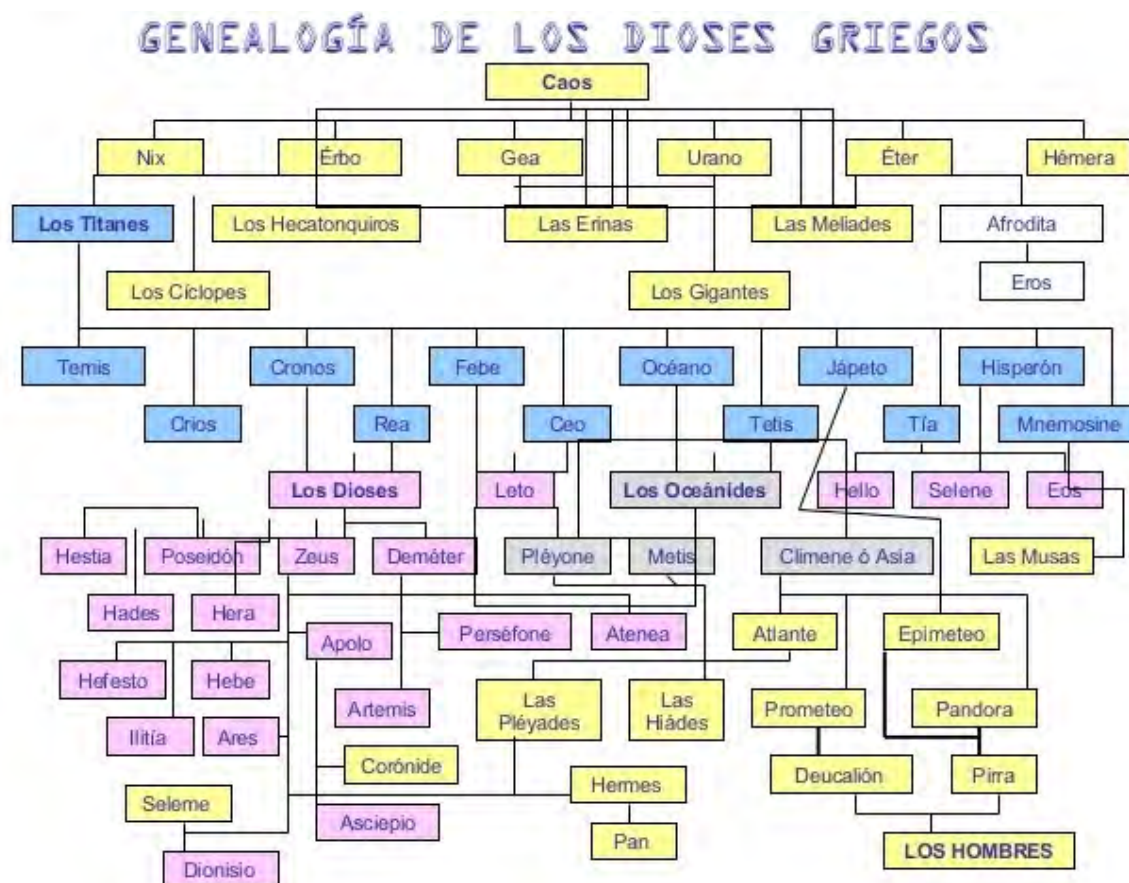 GENEALOGÍA DE LOS DIOSES GRIEGOS
Caos
Nix
Érbo
Gea
Urano
Éter
Hémera
Los Titanes
Los Hecatonquiros
Las Erinas
Las Meliades
Afrodita
Los Cíclopes
Los Gigantes
Eros
Temis
Cronos
Febe
Océano
Jápeto
Hisperón
Crios
Rea
Ceo
Tetis
Tía
Mnemosine
Los Dioses
Leto
Los Oceánides
Hello
Selene
Eos
Hestia
Poseidón
Zeus
Deméter
Pléyone
Metis
Climene ó Asia
Las Musas
Hades
Hera
Apolo
Perséfone
Atenea
Atlante
Epimeteo
Hefesto
Hebe
Artemis
Las
Pléyades
Las
Hiádes
Prometeo
Pandora
Ilitía
Ares
Corónide
Hermes
Deucalión
Pirra
Seleme
Asciepio
Pan
LOS HOMBRES
Dionisio